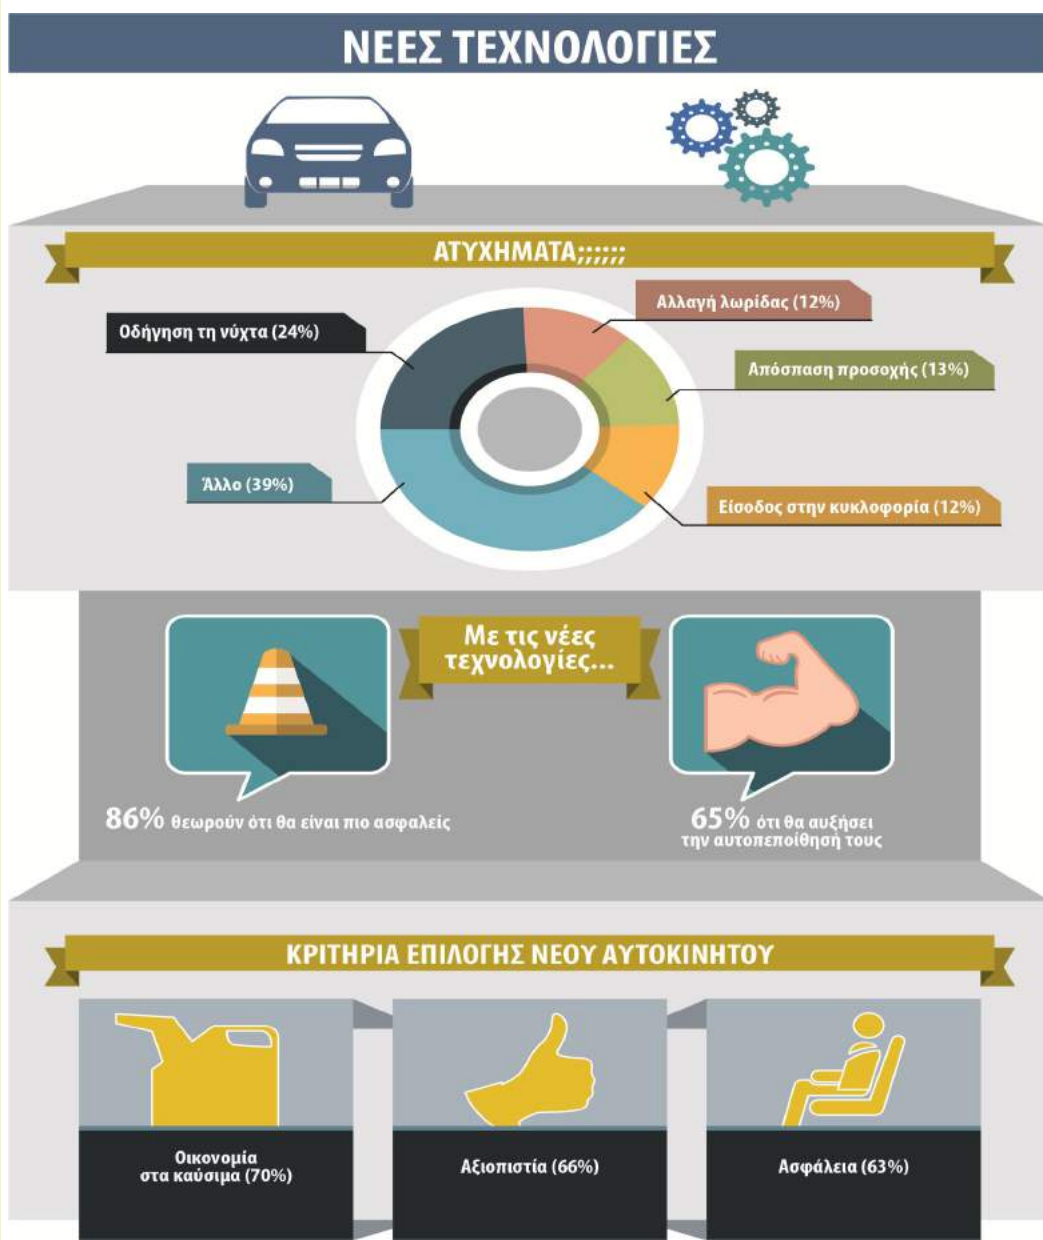 ΝΕΕΣ ΤΕΧΝΟΛΟΓΙΕΣ
ΑΤΥΧΗΜΑΤΑ;;;;;;
Αλλαγή λωρίδας (12%)
Οδήγηση τη νύχτα (24%)
Απόσπαση προσοχής (13%)
Άλλο (39%)
Είσοδος στην κυκλοφορία (12%)
Με τις νέες
τεχνολογίες...
86% θεωρούν ότι θα είναι πιο ασφαλείς
65% ότι θα αυξήσει
την αυτοπεποίθησή τους
ΚΡΙΤΗΡΙΑ ΕΠΙΛΟΓΗΣ ΝΕΟΥ ΑΥΤΟΚΙΝΗΤΟΥ
Οικονομία
στα καύσιμα (70%)
Αξιοπιστία (66%)
Ασφάλεια (63%)